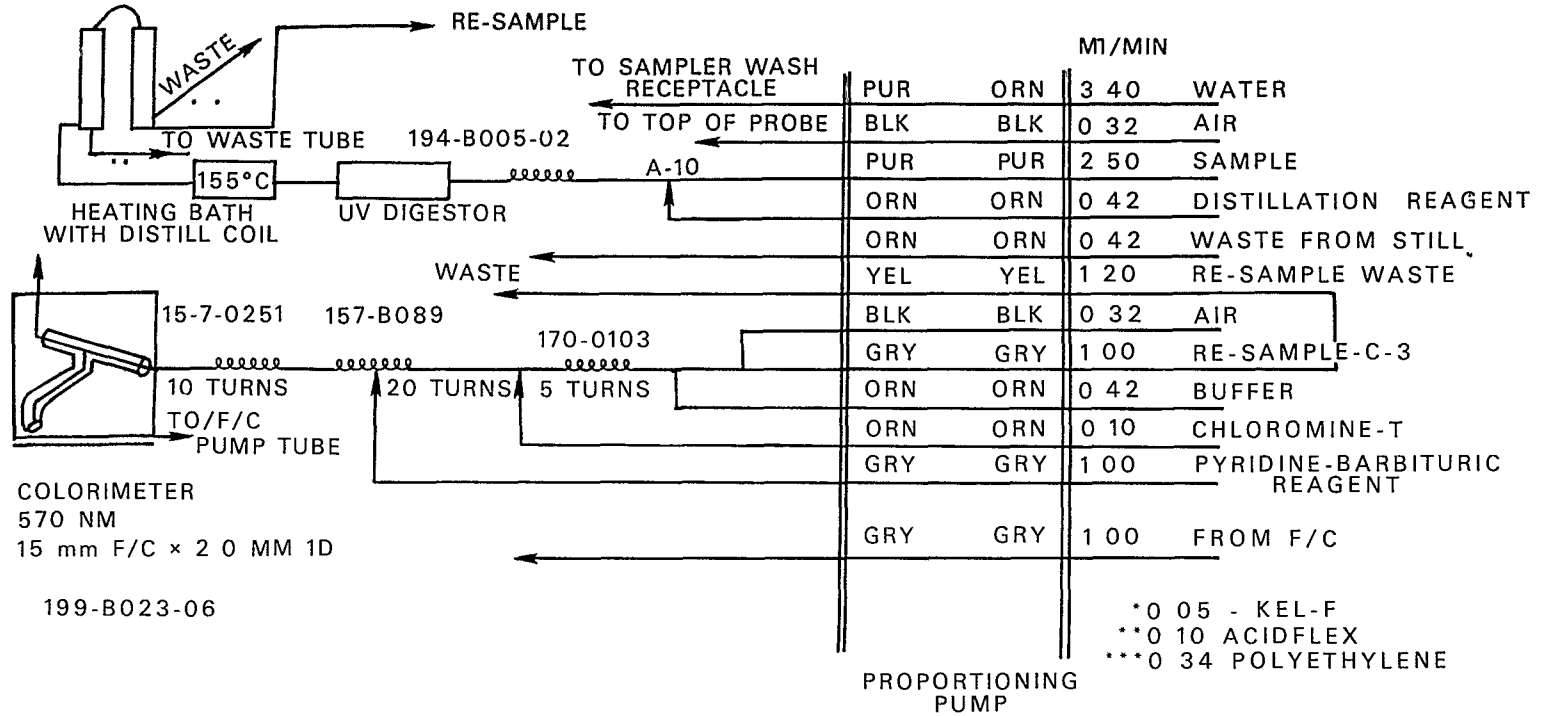 RE-SAMPLE
WASTE
M1/MIN
TO SAMPLER WASH
RECEPTACLE
PUR ORN 3 40 WATER
TO TOP OF PROBE
BLK BLK 0 32 AIR
TO WASTE TUBE
194-B005-02
A-10
PUR PUR 2 50 SAMPLE
155°C
HEATING BATH
WITH DISTILL COIL
UV DIGESTOR
ORN ORN 0 42 DISTILLATION REAGENT
ORN ORN 0 42 WASTE FROM STILL
WASTE
YEL YEL 1 20 RE-SAMPLE WASTE
15-7-0251
157-B089
BLK BLK 0 32 AIR
170-0103
GRY GRY 1 00 RE-SAMPLE-C-3
10 TURNS
20 TURNS
5 TURNS
ORN ORN 0 42 BUFFER
TO/F/C
PUMP TUBE
ORN ORN 0 10 CHLOROMINE-T
GRY GRY 1 00 PYRIDINE-BARBITURIC
REAGENT
COLORIMETER
570 NM
15 mm F/C × 2 0 MM 1D
GRY GRY 1 00 FROM F/C
199-B023-06
*0 05 - KEL-F
**0 10 ACIDFLEX
***0 34 POLYETHYLENE
PROPORTIONING
PUMP